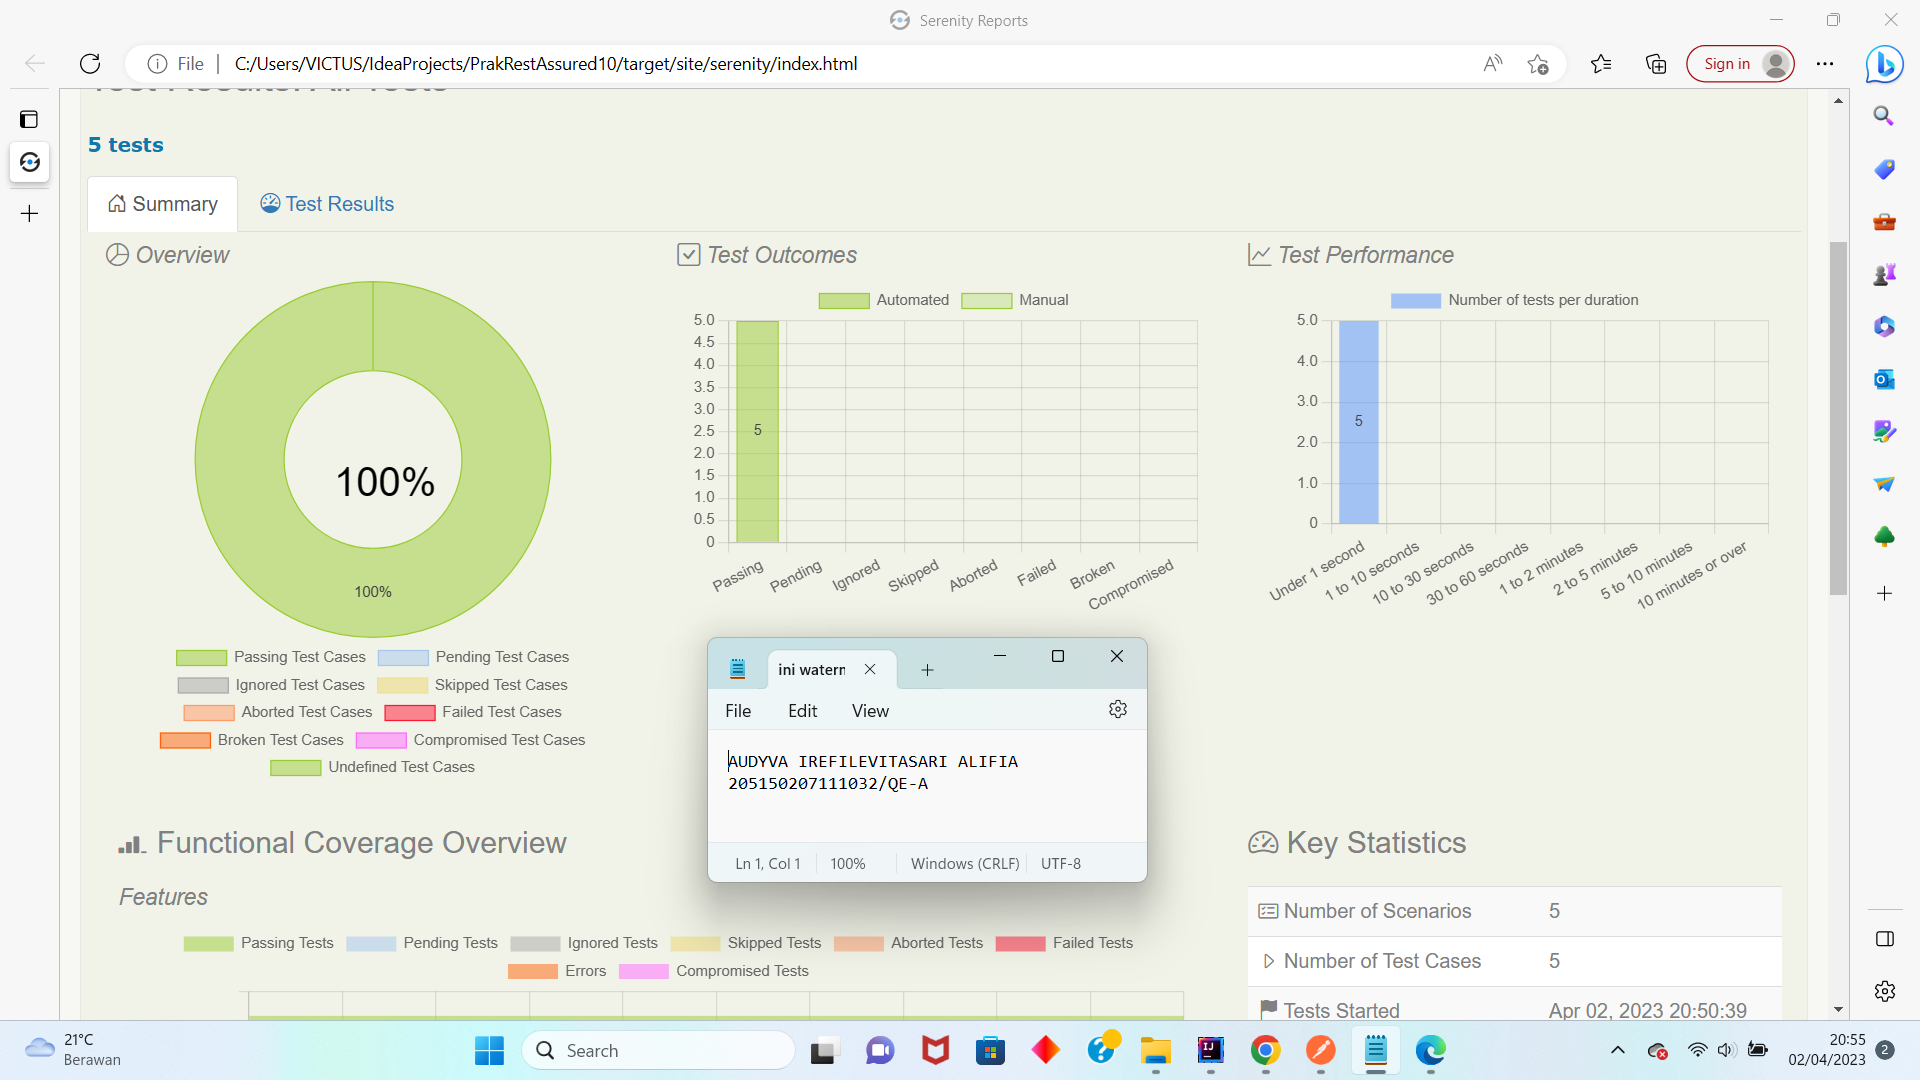 Serenity Reports
File
C:/Users/VICTUS/IdeaProjects/PrakRestAssured10/target/site/serenity/index.html
Sign in
Test Results: All Tests
5 tests
Summary
Test Results
Overview
100%
100%
Passing Test Cases
Pending Test Cases
Ignored Test Cases
Skipped Test Cases
Aborted Test Cases
Failed Test Cases
Broken Test Cases
Compromised Test Cases
Undefined Test Cases
Test Outcomes
Automated
Manual
5.0
4.5
4.0
3.5
3.0
2.5
2.0
1.5
1.0
0.5
0
5
Passing
Pending
Ignored
Skipped
Aborted
Failed
Broken
Compromised
Test Performance
Number of tests per duration
5.0
4.0
3.0
2.0
1.0
0
5
Under 1 second
1 to 10 seconds
10 to 30 seconds
30 to 60 seconds
1 to 2 minutes
2 to 5 minutes
5 to 10 minutes
10 minutes or over
ini waterm
File Edit View
AUDYVA IREFILEVITASARI ALIFIA
205150207111032/QE-A
Ln 1, Col 1
100%
Windows (CRLF)
UTF-8
Functional Coverage Overview
Features
Passing Tests
Pending Tests
Ignored Tests
Skipped Tests
Aborted Tests
Failed Tests
Errors
Compromised Tests
Key Statistics
Number of Scenarios 5
Number of Test Cases 5
Tests Started Apr 02, 2023 20:50:39
21°C
Berawan
Search
20:55
02/04/2023
2